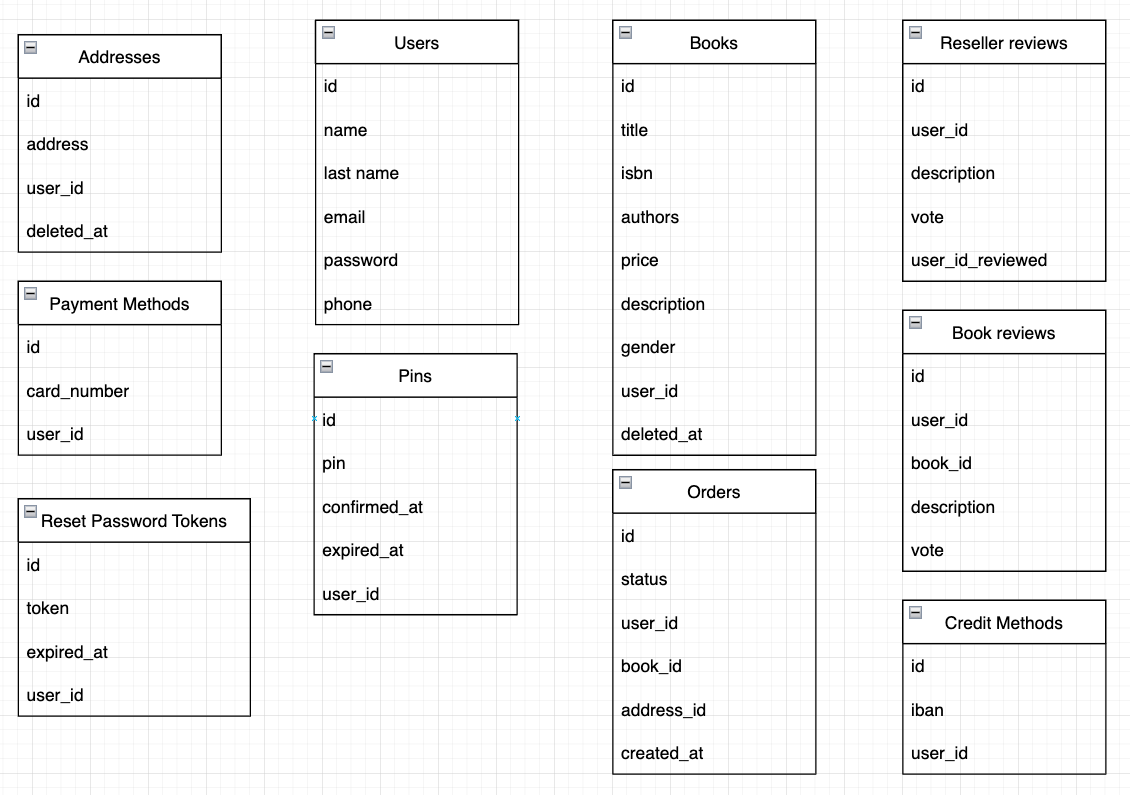 Addresses
id
address
user_id
deleted_at
Payment Methods
id
card_number
user_id
Reset Password Tokens
id
token
expired_at
user_id
Users
id
name
last name
email
password
phone
Pins
id
pin
confirmed_at
expired_at
user_id
Books
id
title
isbn
authors
price
description
gender
user_id
deleted_at
Orders
id
status
user_id
book_id
address_id
created_at
Reseller reviews
id
user_id
description
vote
user_id_reviewed
Book reviews
id
user_id
book_id
description
vote
Credit Methods
id
iban
user_id